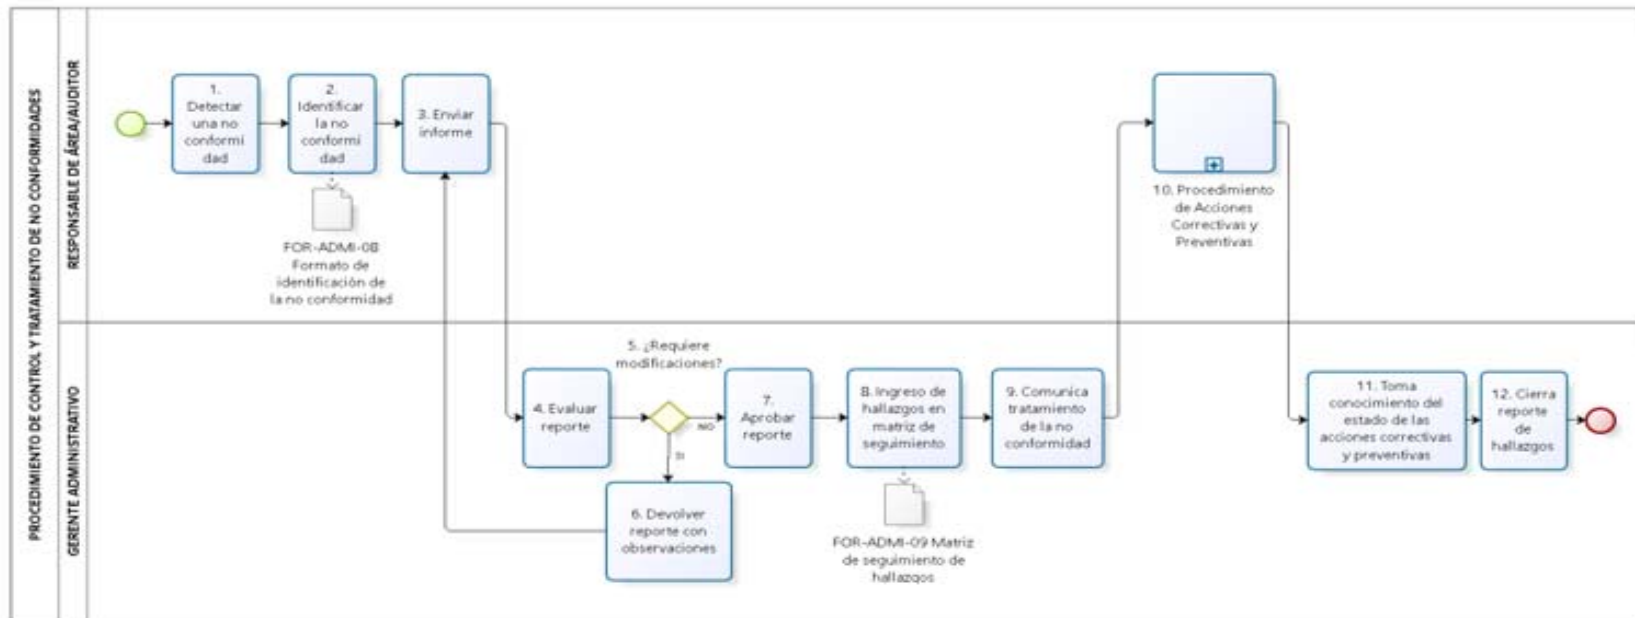 PROCEDIMIENTO DE CONTROL Y TRATAMIENTO DE NO CONFORMIDADES
RESPONSABLE DE ÁREA/AUDITOR
1.
Detectar
una no
conformi
dad
2.
Identificar
la no
conformi
dad
3. Enviar
informe
FOR-ADMI-08
Formato de
identificación de
la no conformidad
10. Procedimiento
de Acciones
Correctivas y
Preventivas
GERENTE ADMINISTRATIVO
4. Evaluar
reporte
5. ¿Requiere
modificaciones?
NO
SI
6. Devolver
reporte con
observaciones
7.
Aprobar
reporte
8. Ingreso de
hallazgos en
matriz de
seguimiento
FOR-ADMI-09 Matriz
de seguimiento de
hallazgos
9. Comunica
tratamiento
de la no
conformidad
11. Toma
conocimiento del
estado de las
acciones correctivas
y preventivas
12. Cierra
reporte
de
hallazgos